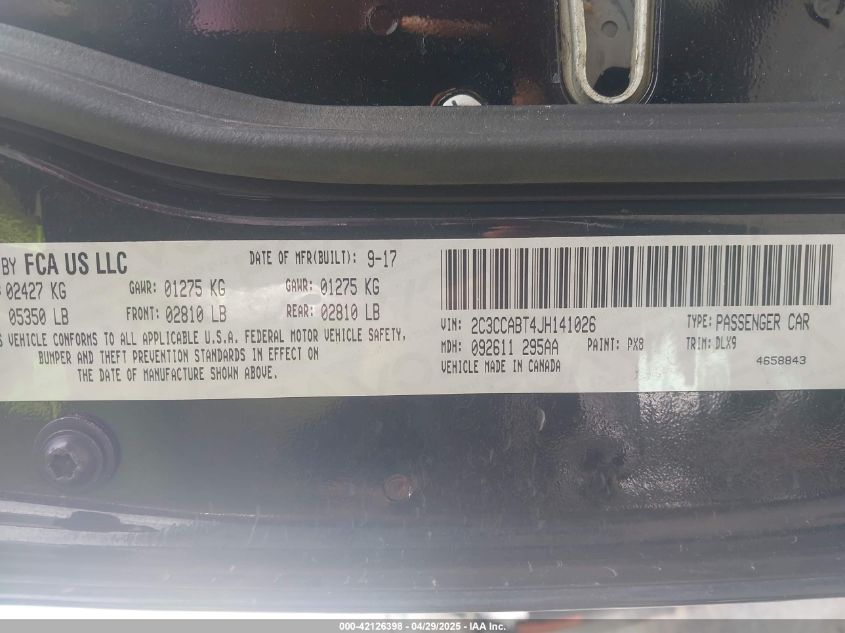 BY FCA US LLC DATE OF MFR(BUILT): 9-17
02427 KG GAWR: 01275 KG GAWR: 01275 KG
05350 LB FRONT: 02810 LB REAR: 02810 LB
VEHICLE CONFORMS TO ALL APPLICABLE U.S.A. FEDERAL MOTOR VEHICLE SAFETY,
BUMPER AND THEFT PREVENTION STANDARDS IN EFFECT ON
THE DATE OF MANUFACTURE SHOWN ABOVE.
VIN: 2C3CCABT4JH141026 TYPE: PASSENGER CAR
MDH: 092611 295AA PAINT: PX8 TRIM: DLX9
VEHICLE MADE IN CANADA 4658843
000-42126398 - 04/29/2025 - IAA Inc.